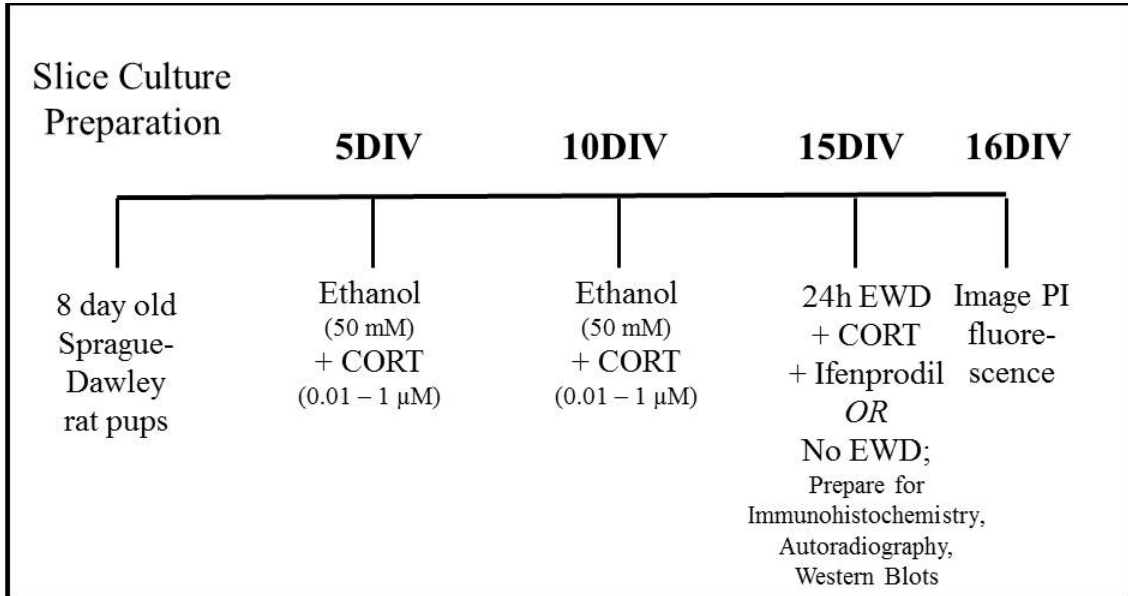 Slice Culture
Preparation
5DIV
10DIV
15DIV
16DIV
8 day old
Sprague-
Dawley
rat pups
Ethanol
(50 mM)
+ CORT
(0.01 – 1 µM)
Ethanol
(50 mM)
+ CORT
(0.01 – 1 µM)
24h EWD
+ CORT
+ Ifenprodil
OR
No EWD;
Prepare for
Immunohistochemistry,
Autoradiography,
Western Blots
Image PI
fluore-
scence